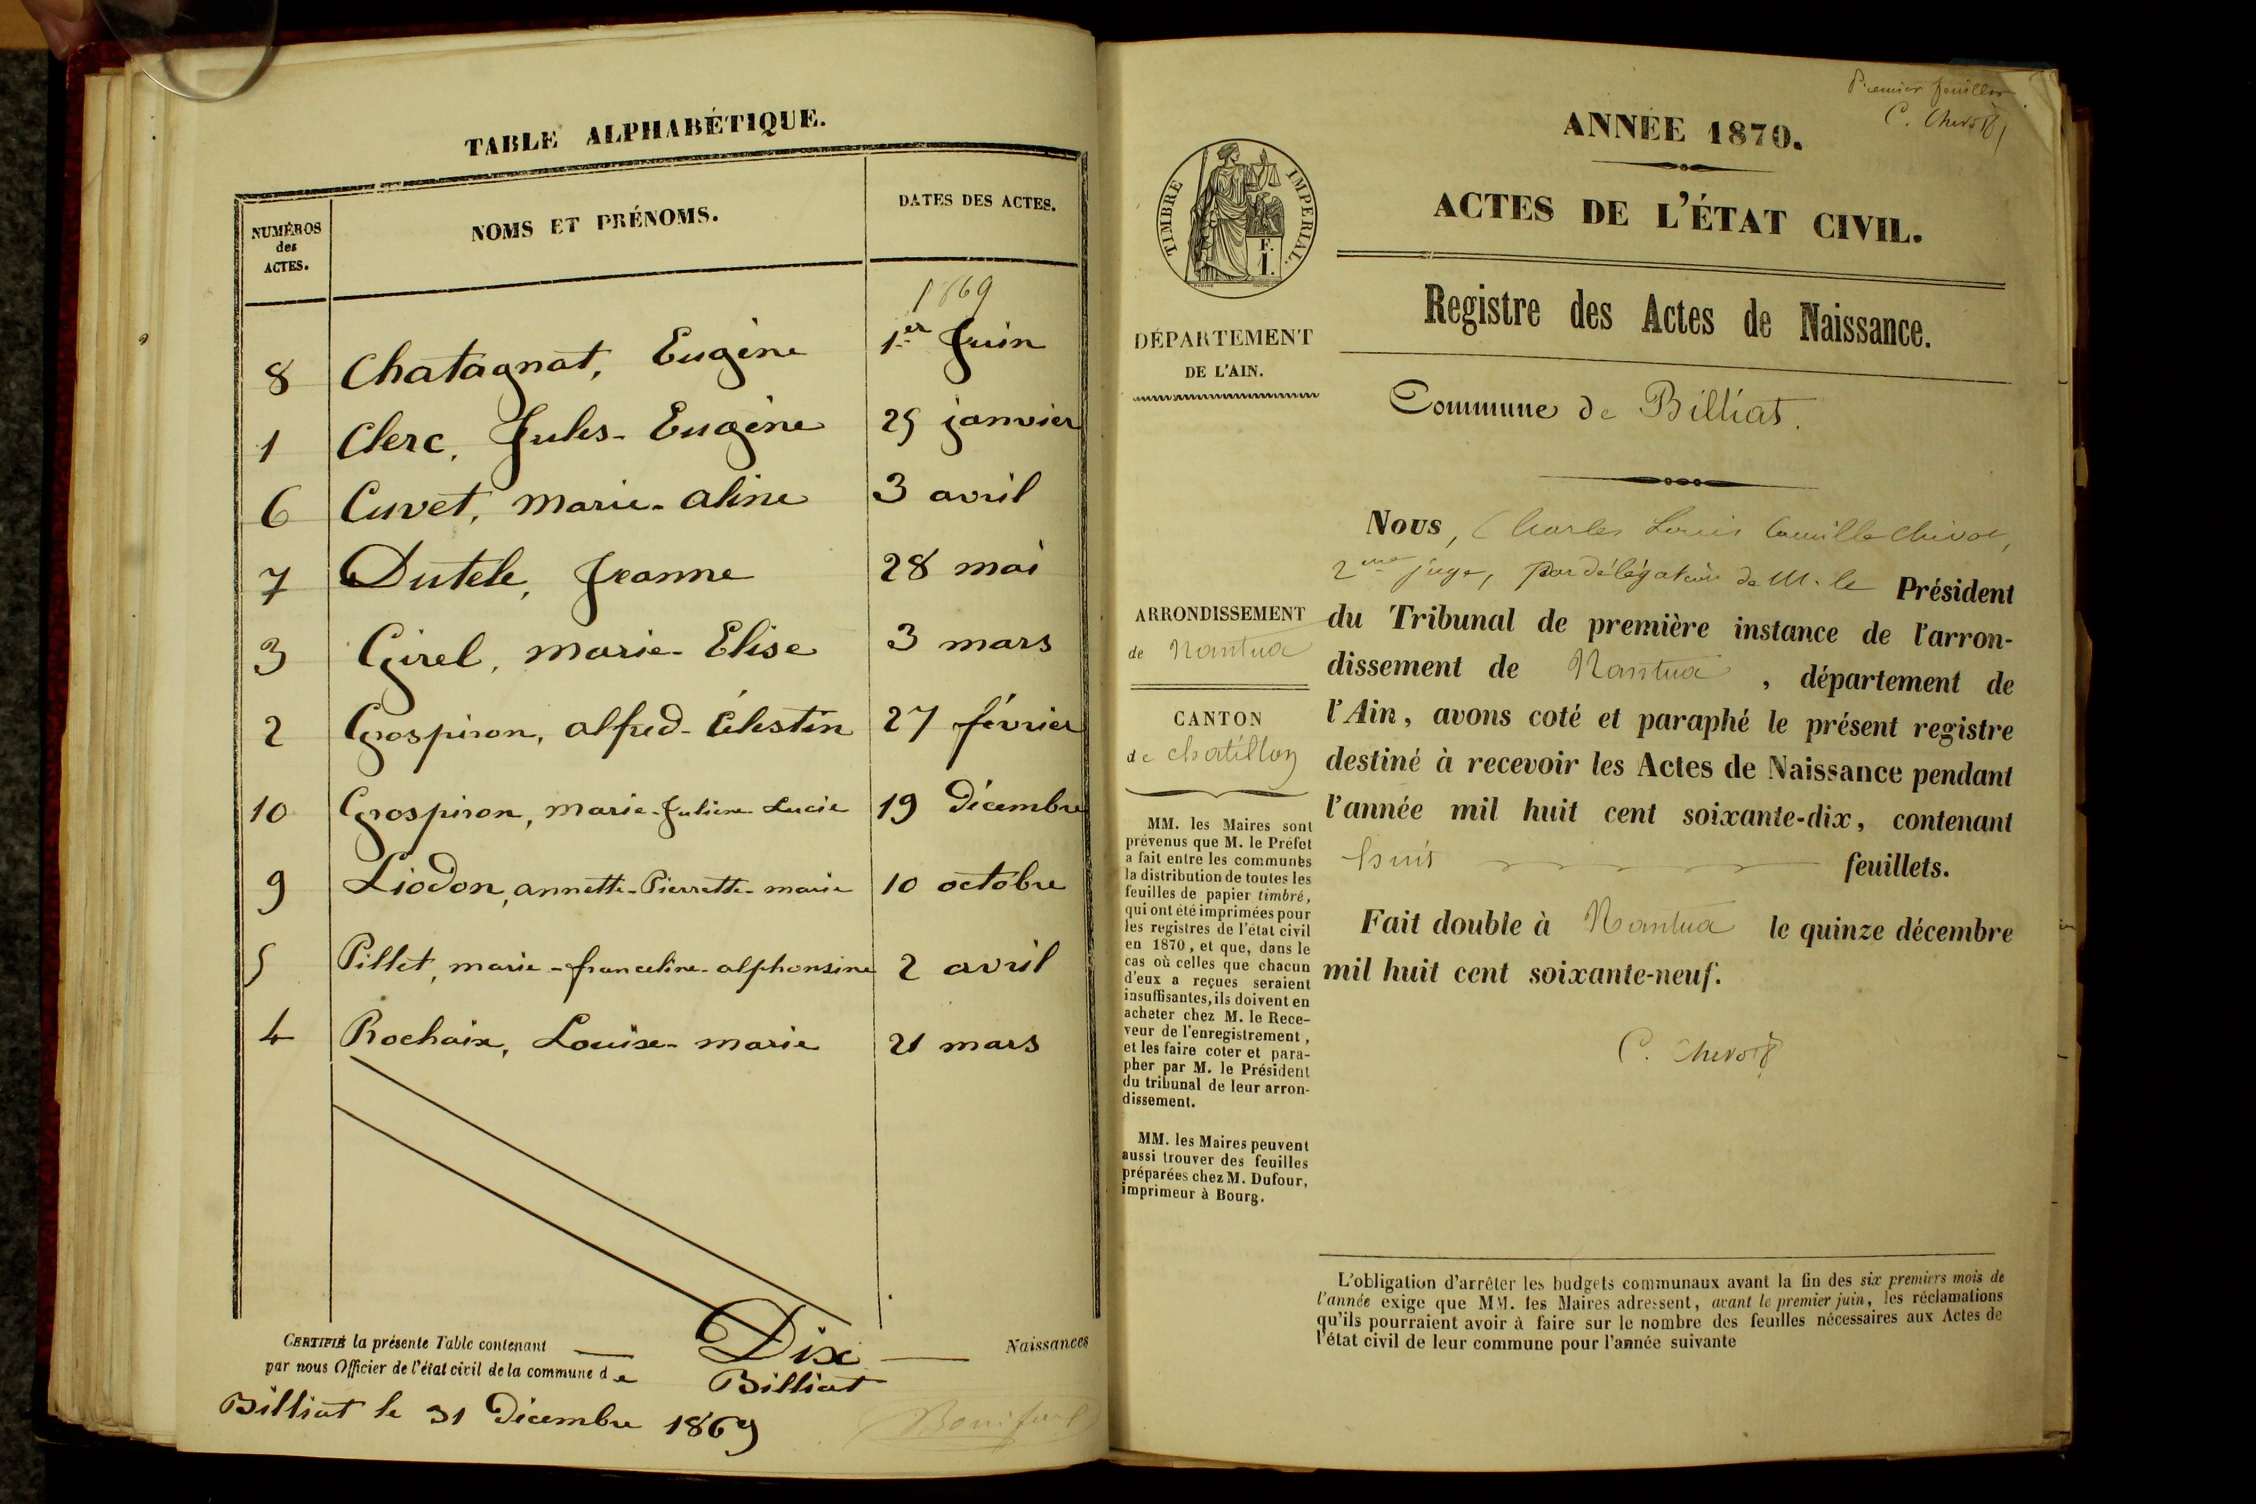 TABLE ALPHABÉTIQUE.
NUMÉROS
des
ACTES.
NOMS ET PRÉNOMS.
DATES DES ACTES.
1869
8 Chatagnat, Eugène 1er Juin
1 Clerc, Jules-Eugène 25 janvier
6 Cuvet, marie-aline 3 avril
7 Dutele, Jeanne 28 mai
3 Girel, marie-Elise 3 mars
2 Grospiron, alfred-Célestin 27 février
10 Grospiron, marie-Julienne Lucie 19 Décembre
9 Liodon, annette-Pierrette-marie 10 octobre
5 Pillet, marie-franceline-alphonsine 2 avril
4 Rochaix, Louise-marie 21 mars
CERTIFIÉ la présente Table contenant Dix Naissances
par nous Officier de l'état civil de la commune de Billiat
Billiat le 31 Décembre 1869
Premier feuillet
C. Chevot
TIMBRE IMPERIAL.
F.
1.
ANNÉE 1870.
ACTES DE L'ÉTAT CIVIL.
Registre des Actes de Naissance.
DÉPARTEMENT
DE L'AIN.
Commune de Billiat.
ARRONDISSEMENT
de Nantua
CANTON
de chatillon
MM. les Maires sont
prévenus que M. le Préfet
a fait entre les communes
la distribution de toutes les
feuilles de papier timbré,
qui ont été imprimées pour
les registres de l'état civil
en 1870, et que, dans le
cas où celles que chacun
d'eux a reçues seraient
insuffisantes, ils doivent en
acheter chez M. le Rece-
veur de l'enregistrement,
et les faire coter et para-
pher par M. le Président
du tribunal de leur arron-
dissement.
MM. les Maires peuvent
aussi trouver des feuilles
préparées chez M. Dufour,
imprimeur à Bourg.
Nous, Charles Louis Camille Chevot,
2me juge, par délégation de M. le Président
du Tribunal de première instance de l'arron-
dissement de Nantua, département de
l'Ain, avons coté et paraphé le présent registre
destiné à recevoir les Actes de Naissance pendant
l'année mil huit cent soixante-dix, contenant
huit feuillets.
Fait double à Nantua le quinze décembre
mil huit cent soixante-neuf.
C. Chevot
L'obligation d'arrêter les budgets communaux avant la fin des six premiers mois de
l'année exige que MM. les Maires adressent, avant le premier juin, les réclamations
qu'ils pourraient avoir à faire sur le nombre des feuilles nécessaires aux Actes de
l'état civil de leur commune pour l'année suivante